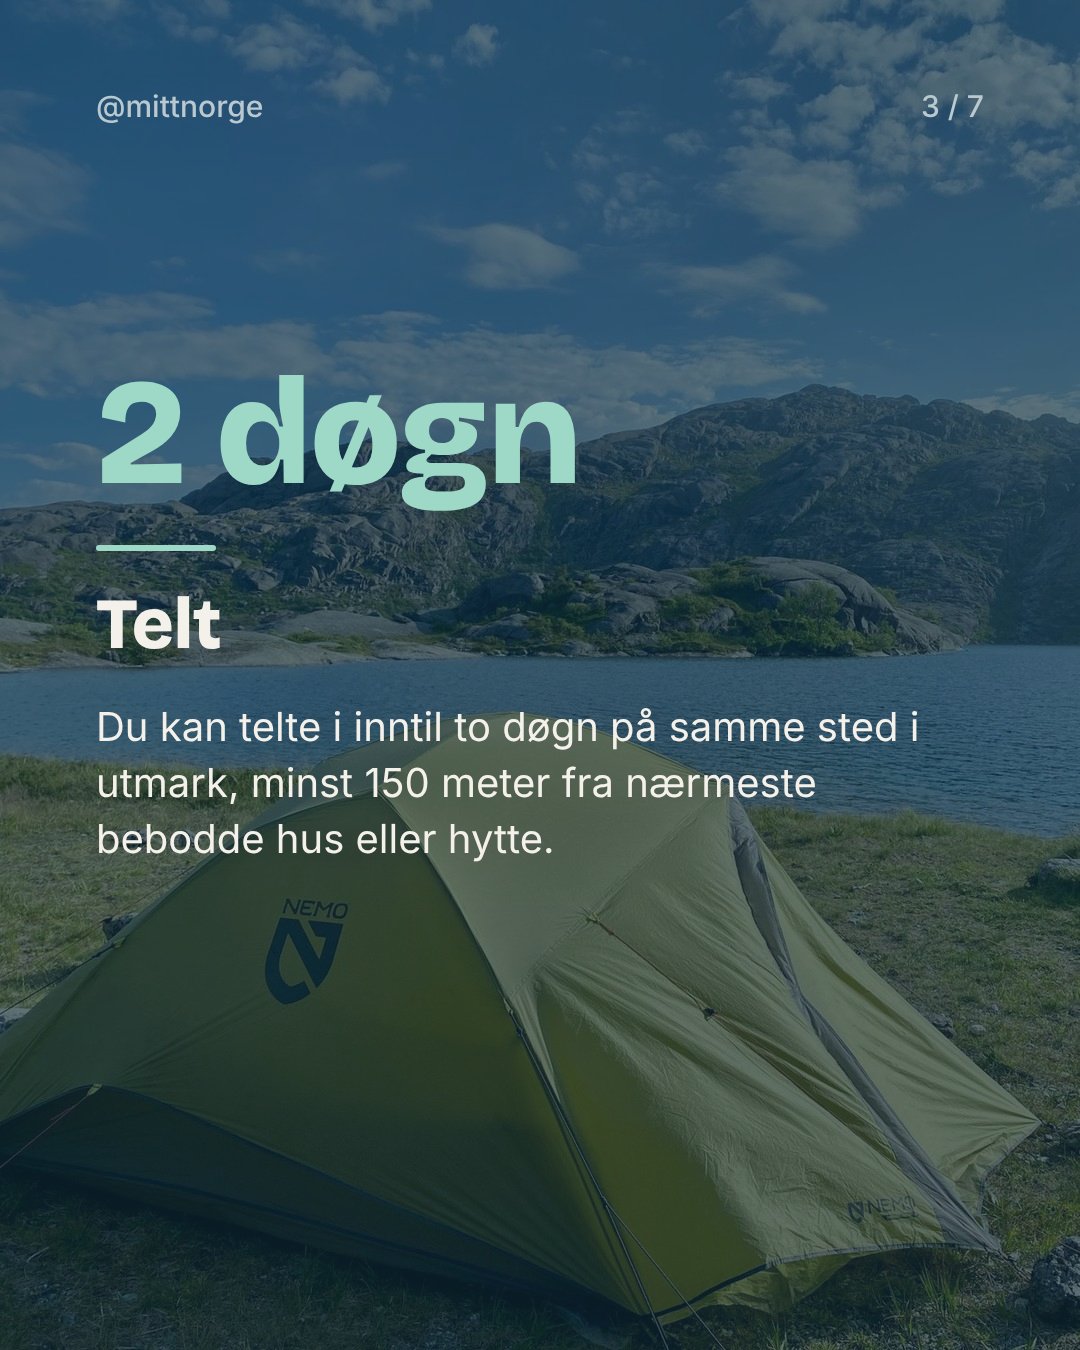 @mittnorge
3 / 7
2 døgn
Telt
Du kan telte i inntil to døgn på samme sted i
utmark, minst 150 meter fra nærmeste
bebodde hus eller hytte.
NEMO
NEMO